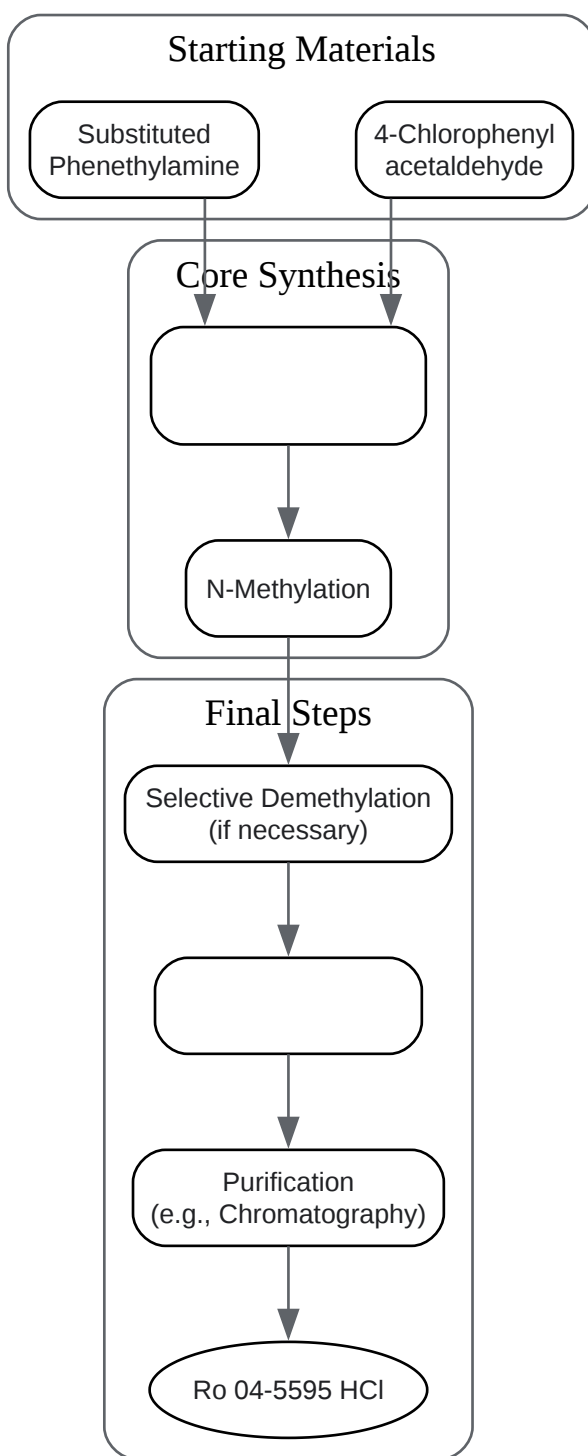 Starting Materials
Substituted
Phenethylamine
4-Chlorophenyl
acetaldehyde
Core Synthesis
N-Methylation
Final Steps
Selective Demethylation
(if necessary)
Purification
(e.g., Chromatography)
Ro 04-5595 HCl